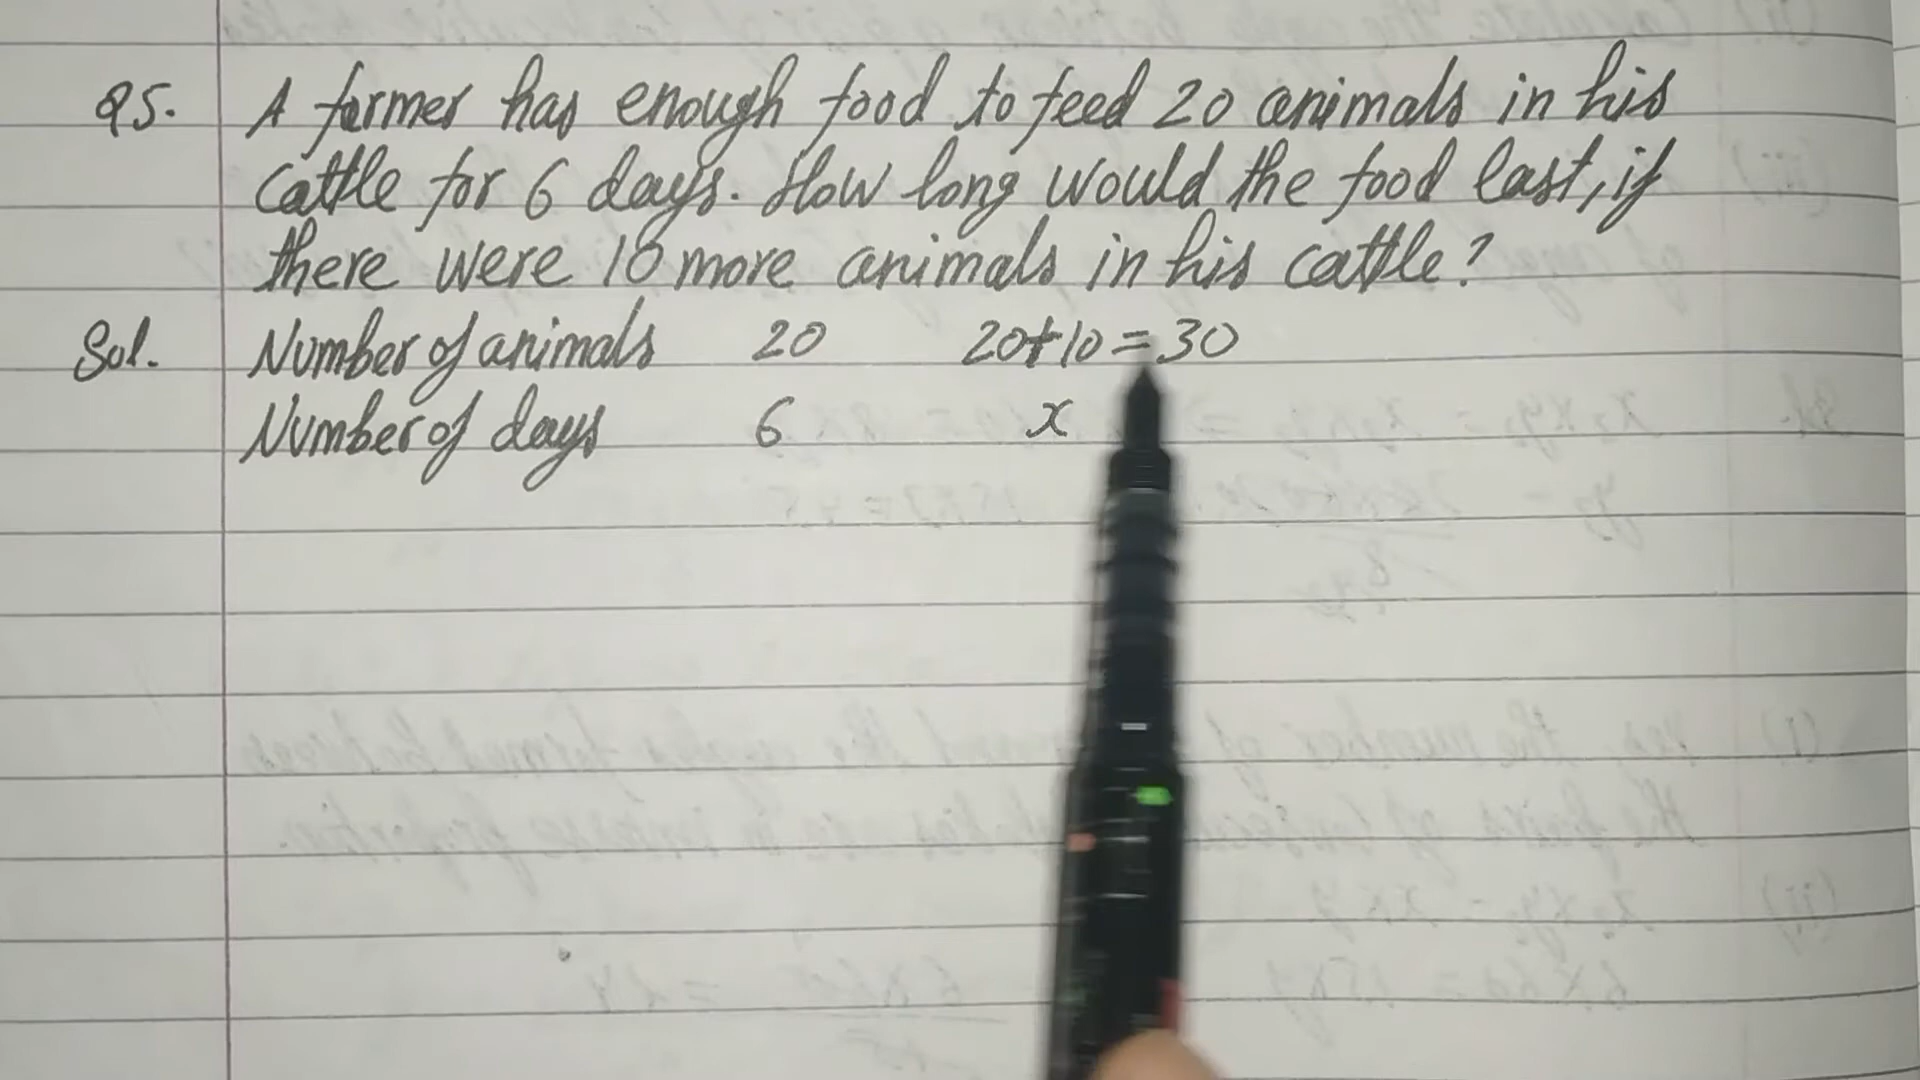 Q5. A farmer has enough food to feed 20 animals in his
cattle for 6 days. How long would the food last, if
there were 10 more animals in his cattle?
Sol. Number of animals 20 20+10=30
Number of days 6 x